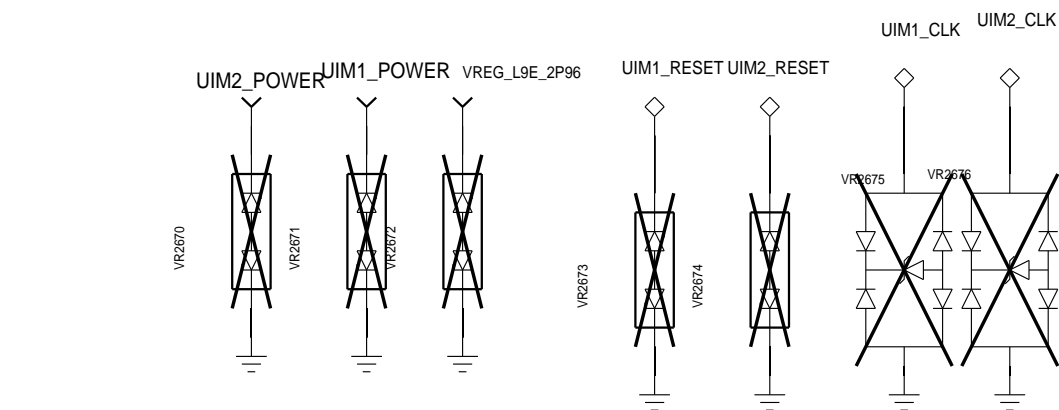 UIM2_POWER
UIM1_POWER
VREG_L9E_2P96
UIM1_RESET
UIM2_RESET
UIM1_CLK
UIM2_CLK
VR2670
VR2671
VR2672
VR2673
VR2674
VR2675
VR2676